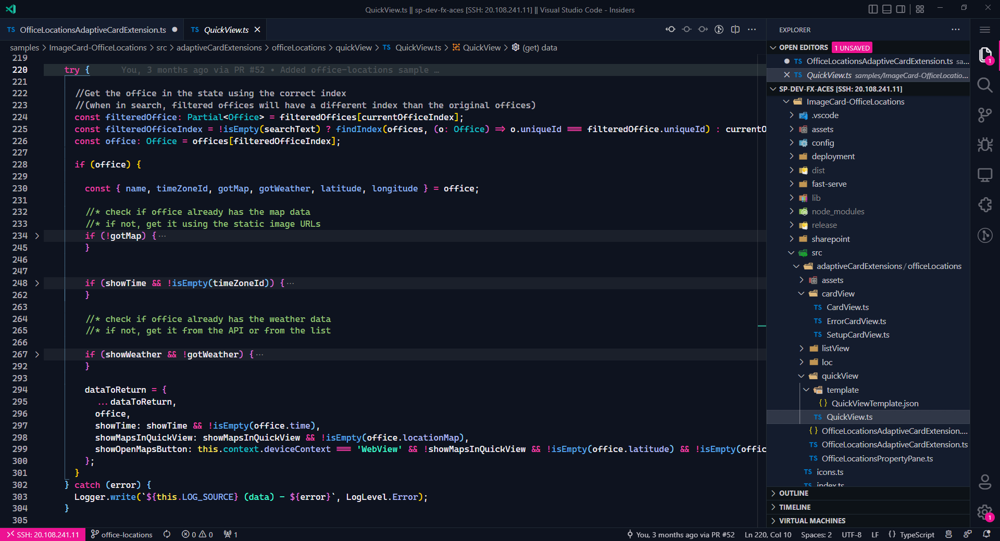 QuickView.ts || sp-dev-fx-aces [SSH: 20.108.241.11] || Visual Studio Code - Insiders
TS OfficeLocationsAdaptiveCardExtension.ts
TS QuickView.ts
samples > ImageCard-OfficeLocations > src > adaptiveCardExtensions > officeLocations > quickView > TS QuickView.ts > QuickView > (get) data
219
220 try { You, 3 months ago via PR #52 • Added office-locations sample …
221
222 //Get the office in the state using the correct index
223 //(when in search, filtered offices will have a different index than the original offices)
224 const filteredOffice: Partial<Office> = filteredOffices[currentOfficeIndex];
225 const filteredOfficeIndex = !isEmpty(searchText) ? findIndex(offices, (o: Office) => o.uniqueId === filteredOffice.uniqueId) : currentO
226 const office: Office = offices[filteredOfficeIndex];
227
228 if (office) {
229
230 const { name, timeZoneId, gotMap, gotWeather, latitude, longitude } = office;
231
232 //* check if office already has the map data
233 //* if not, get it using the static image URLs
234 if (!gotMap) { ···
245 }
246
247
248 if (showTime && !isEmpty(timeZoneId)) { ···
262 }
263
264 //* check if office already has the weather data
265 //* if not, get it from the API or from the list
266
267 if (showWeather && !gotWeather) { ···
292 }
293
294 dataToReturn = {
295 ...dataToReturn,
296 office,
297 showTime: showTime && !isEmpty(office.time),
298 showMapsInQuickView: showMapsInQuickView && !isEmpty(office.locationMap),
299 showOpenMapsButton: this.context.deviceContext === 'WebView' && !showMapsInQuickView && !isEmpty(office.latitude) && !isEmpty(offic
300 };
301 }
302 } catch (error) {
303 Logger.write(`${this.LOG_SOURCE} (data) - ${error}`, LogLevel.Error);
304 }
305
EXPLORER
OPEN EDITORS 1 UNSAVED
TS OfficeLocationsAdaptiveCardExtension.ts sa...
TS QuickView.ts samples/ImageCard-OfficeLocatio...
SP-DEV-FX-ACES [SSH: 20.108.241.11]
ImageCard-OfficeLocations
.vscode
assets
config
deployment
dist
fast-serve
lib
node_modules
release
sharepoint
src
adaptiveCardExtensions / officeLocations
assets
cardView
TS CardView.ts
TS ErrorCardView.ts
TS SetupCardView.ts
listView
loc
quickView
template
{} QuickViewTemplate.json
TS QuickView.ts
{} OfficeLocationsAdaptiveCardExtension....
TS OfficeLocationsAdaptiveCardExtension.ts
TS OfficeLocationsPropertyPane.ts
TS icons.ts
TS index.ts
OUTLINE
TIMELINE
VIRTUAL MACHINES
1
1
SSH: 20.108.241.11 office-locations 0 0 1 You, 3 months ago via PR #52 Ln 220, Col 10 Spaces: 2 UTF-8 LF {} TypeScript